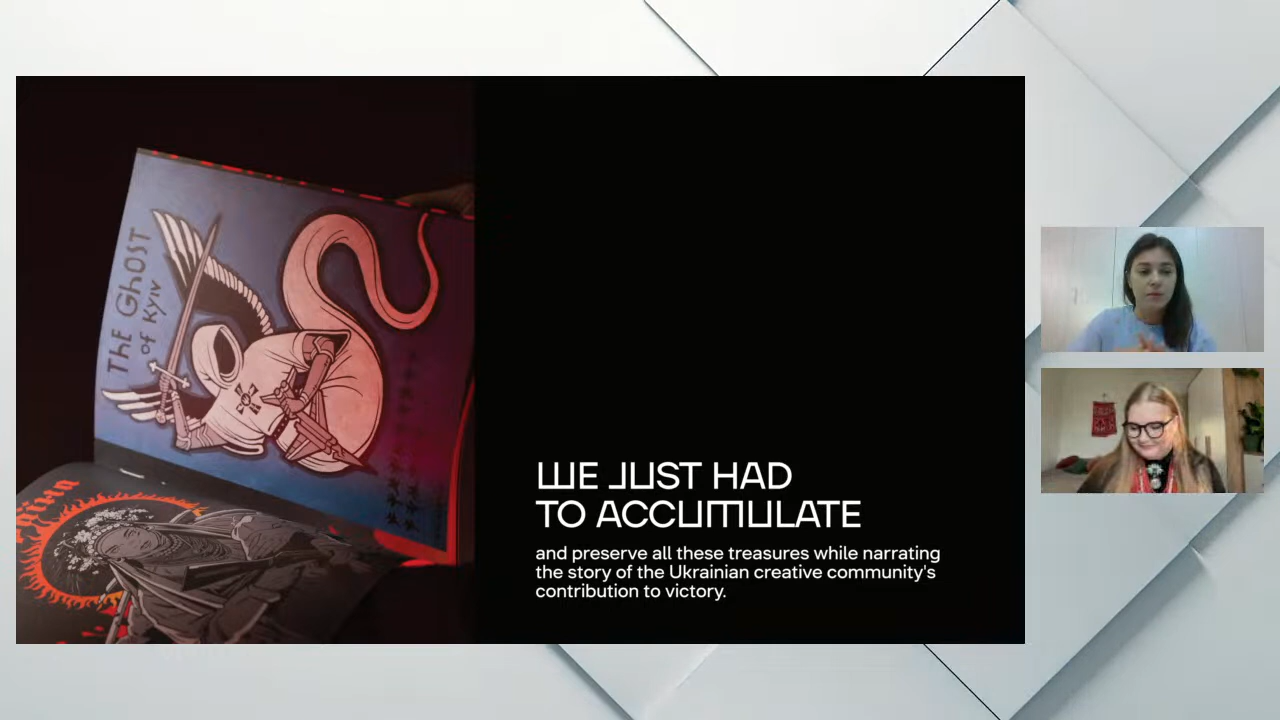 THE GhOST
of KYIV
WE JUST HAD
TO ACCUMULATE
and preserve all these treasures while narrating
the story of the Ukrainian creative community's
contribution to victory.